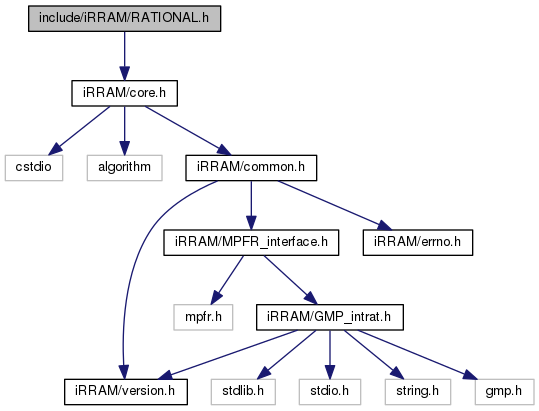 include/iRRAM/RATIONAL.h
iRRAM/core.h
cstdio
algorithm
iRRAM/common.h
iRRAM/MPFR_interface.h
iRRAM/errno.h
mpfr.h
iRRAM/GMP_intrat.h
iRRAM/version.h
stdlib.h
stdio.h
string.h
gmp.h